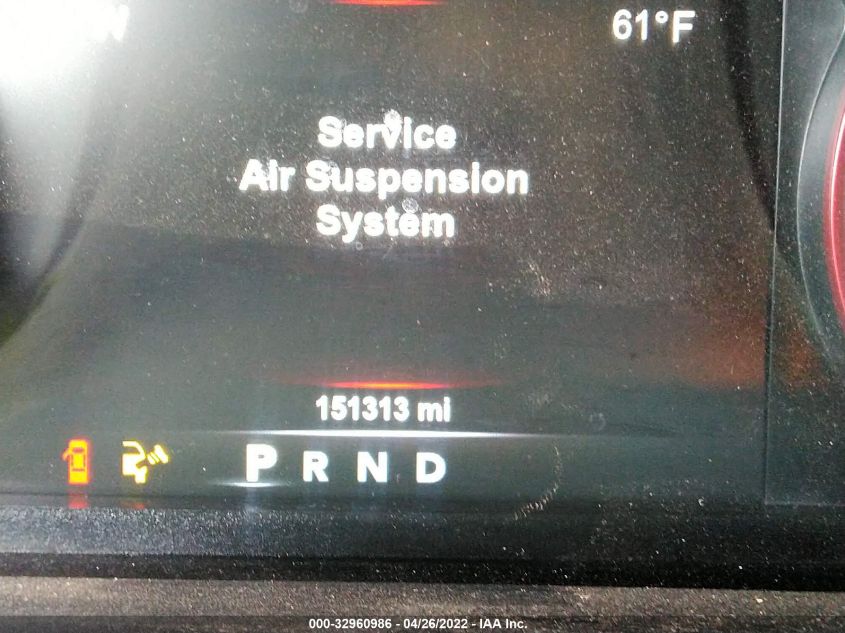 61°F
Service
Air Suspension
System
151313 mi
P R N D
000-32960986 - 04/26/2022 - IAA Inc.